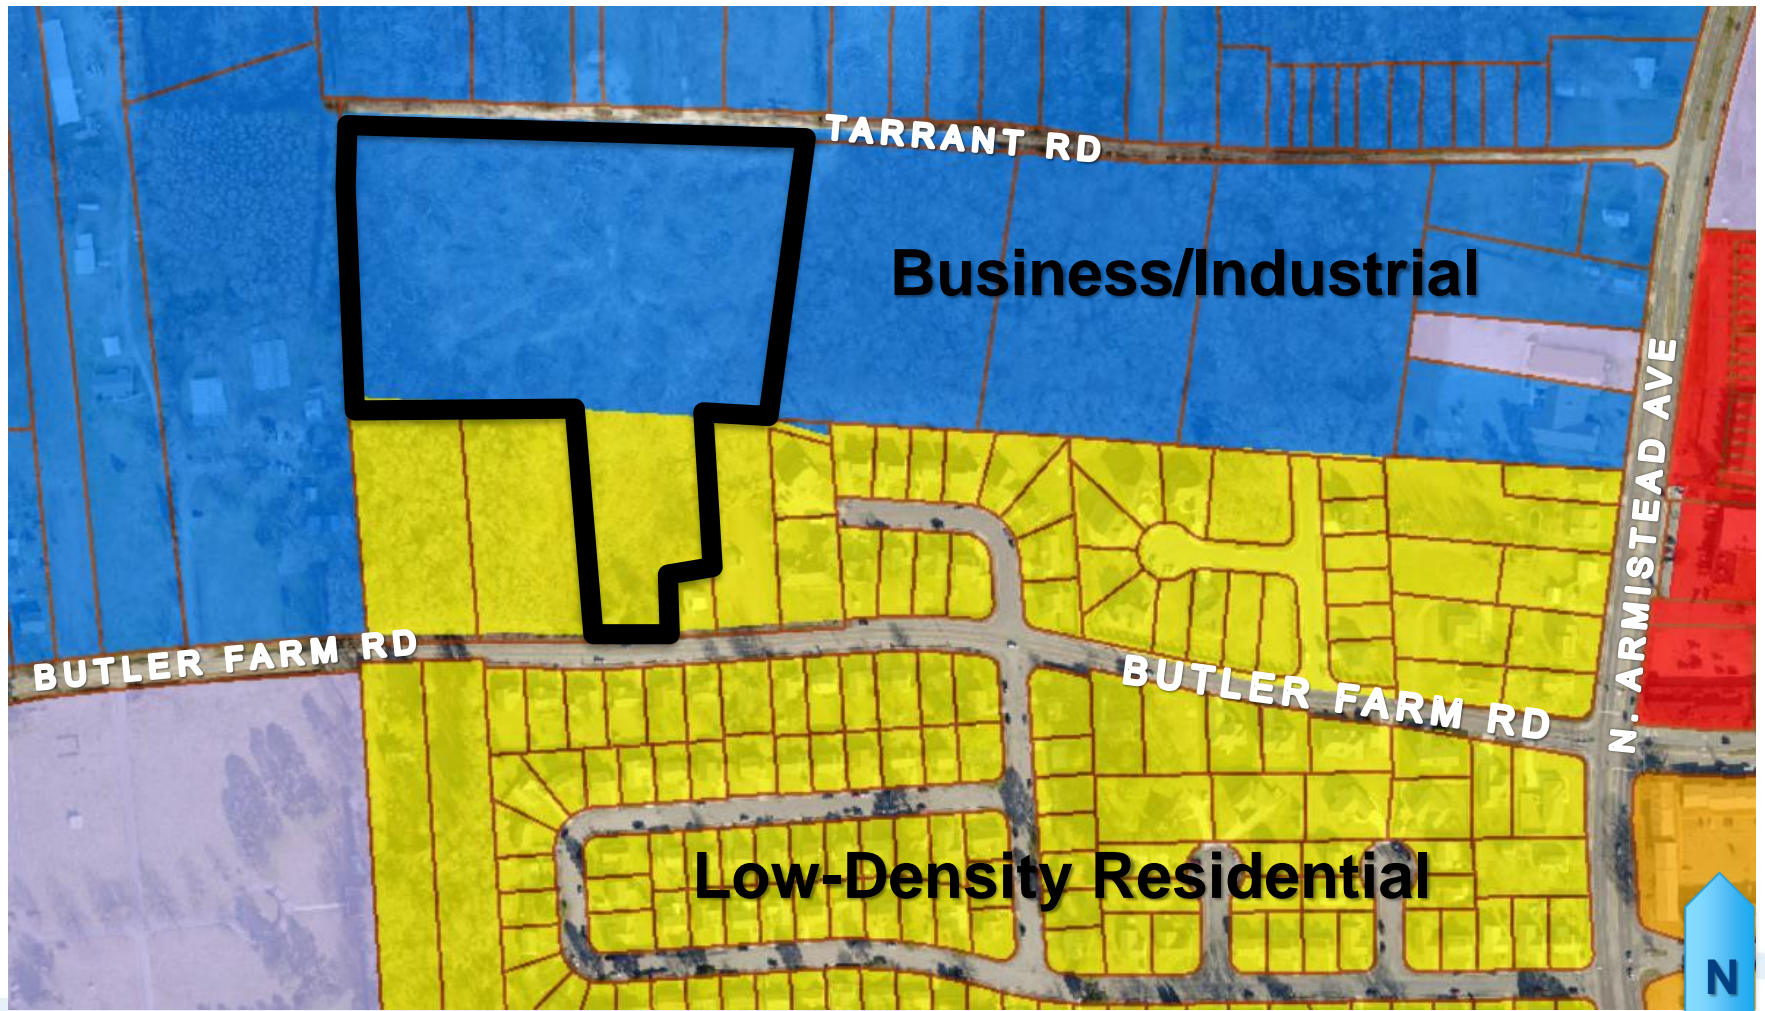 TARRANT RD
Business/Industrial
N. ARMISTEAD AVE
BUTLER FARM RD
BUTLER FARM RD
Low-Density Residential
N